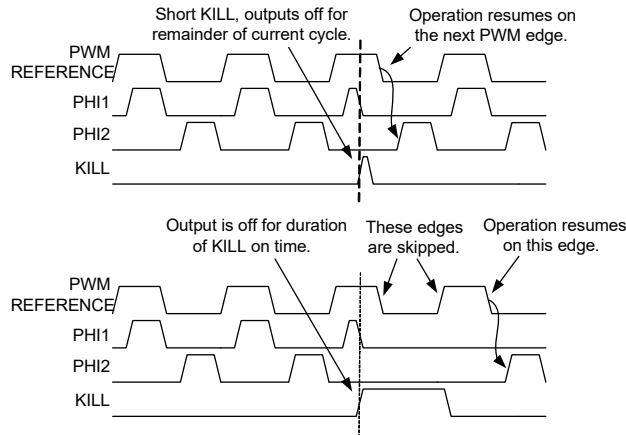 Short KILL, outputs off for
remainder of current cycle.
Operation resumes on
the next PWM edge.
PWM
REFERENCE
PHI1
PHI2
KILL
Output is off for duration
of KILL on time.
These edges
are skipped.
Operation resumes
on this edge.
PWM
REFERENCE
PHI1
PHI2
KILL